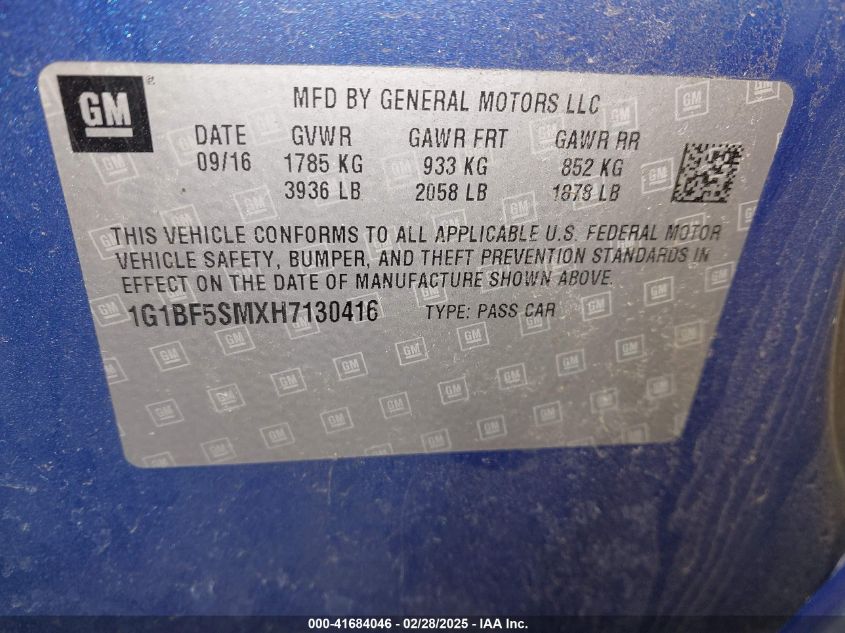 GM
MFD BY GENERAL MOTORS LLC
DATE GVWR GAWR FRT GAWR RR
09/16 1785 KG 933 KG 852 KG
3936 LB 2058 LB 1878 LB
THIS VEHICLE CONFORMS TO ALL APPLICABLE U.S. FEDERAL MOTOR
VEHICLE SAFETY, BUMPER, AND THEFT PREVENTION STANDARDS IN
EFFECT ON THE DATE OF MANUFACTURE SHOWN ABOVE.
1G1BF5SMXH7130416 TYPE: PASS CAR
000-41684046 - 02/28/2025 - IAA Inc.